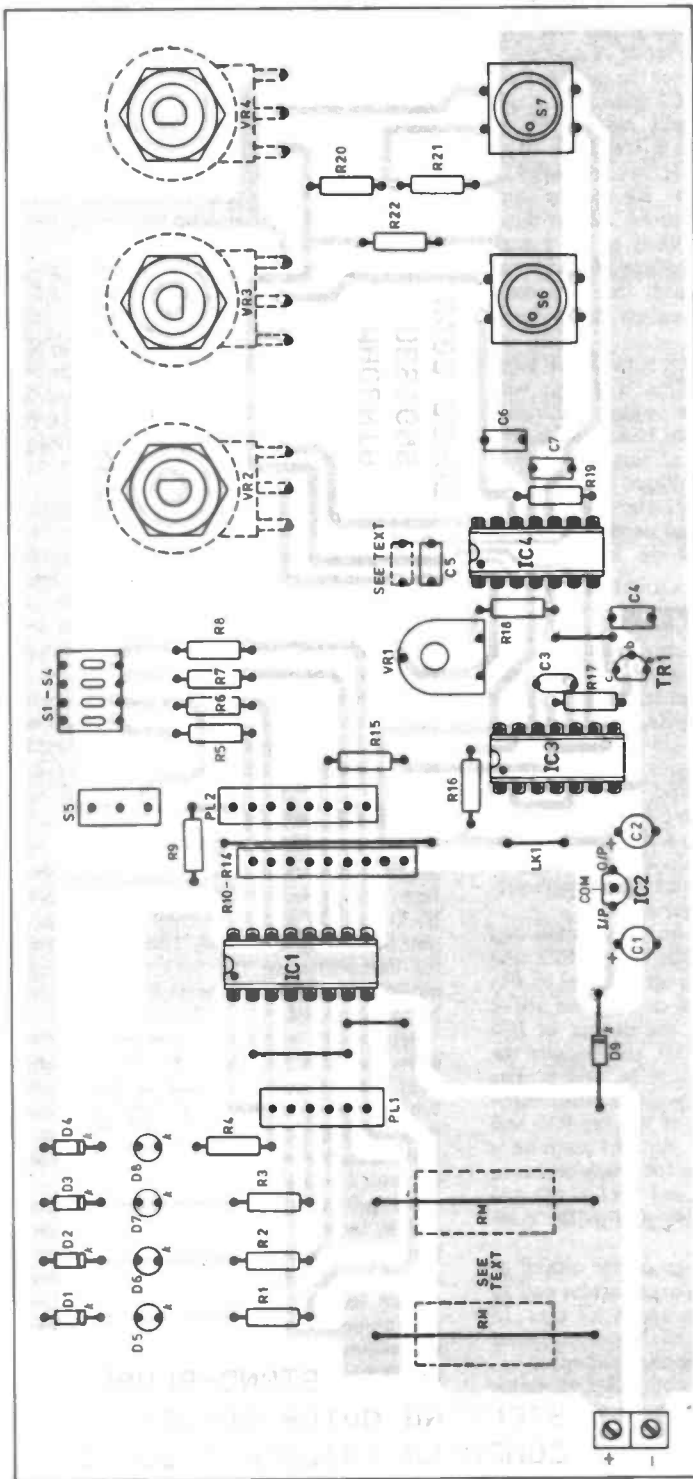 VR4
S7
R20
R21
R22
VR3
S6
C6
C7
R19
VR2
SEE TEXT
C5
IC4
C4
R18
VR1
C3
R17
c
b
TR1
IC3
S1-S4
R8
R7
R6
R5
R15
R16
S5
PL2
R9
R10-R14
LK1
+
C2
O/P
COM
IC2
I/P
+
C1
IC1
k
D9
PL1
D4
k
D3
k
D2
k
D1
k
D8
k
D7
k
D6
k
D5
k
R4
R3
R2
R1
RM
SEE
TEXT
RM
+
-